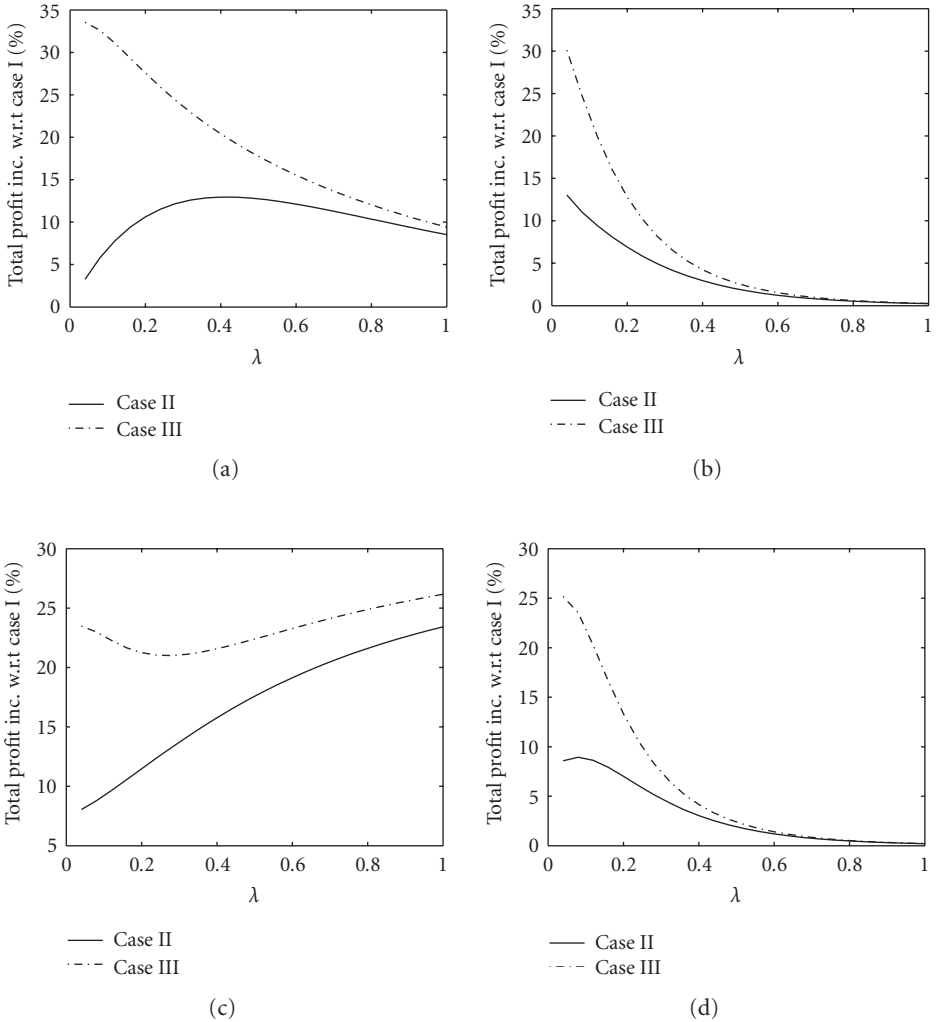 Total profit inc. w.r.t case I (%)
35
30
25
20
15
10
5
0
0 0.2 0.4 0.6 0.8 1
λ
Case II
Case III
(a)
Total profit inc. w.r.t case I (%)
35
30
25
20
15
10
5
0
0 0.2 0.4 0.6 0.8 1
λ
Case II
Case III
(b)
Total profit inc. w.r.t case I (%)
30
25
20
15
10
5
0 0.2 0.4 0.6 0.8 1
λ
Case II
Case III
(c)
Total profit inc. w.r.t case I (%)
30
25
20
15
10
5
0
0 0.2 0.4 0.6 0.8 1
λ
Case II
Case III
(d)